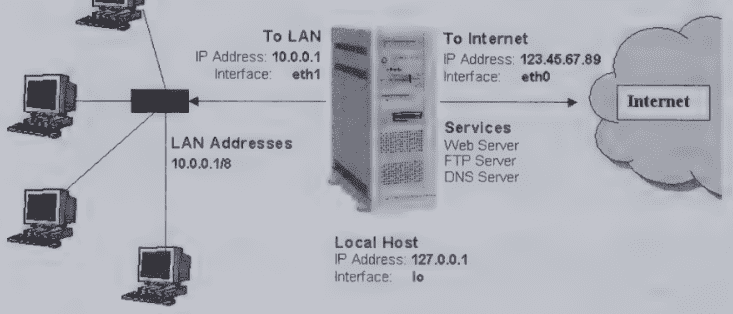 To LAN
IP Address: 10.0.0.1
Interface: eth1
To Internet
IP Address: 123.45.67.89
Interface: eth0
Internet
LAN Addresses
10.0.0.1/8
Services
Web Server
FTP Server
DNS Server
Local Host
IP Address: 127.0.0.1
Interface: lo